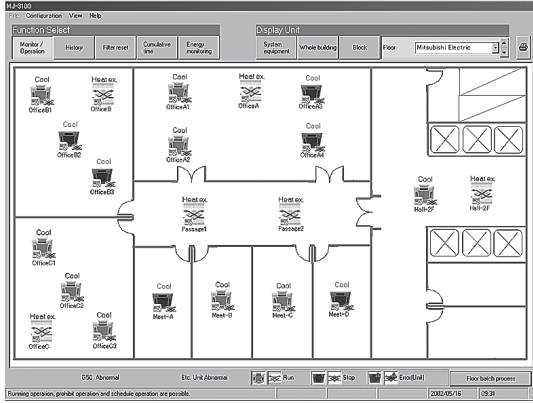 MJ-3100
File Configuration View Help
Function Select
Display Unit
Monitor / Operation
History
Filter reset
Cumulative time
Energy monitoring
System equipment
Whole building
Block
Floor
Mitsubishi Electric
Cool
OfficeB1
Heat ex.
OfficeB
Cool
OfficeA1
Heat ex.
OfficeA
Cool
OfficeA3
Cool
OfficeB2
Cool
OfficeA2
Cool
OfficeA4
Cool
OfficeB3
Cool
Hall-2F
Heat ex.
Hall-2F
Heat ex.
Passage1
Heat ex.
Passage2
Cool
OfficeC1
Cool
OfficeC2
Heat ex.
OfficeC
Cool
OfficeC3
Cool
Meet-A
Cool
Meet-B
Cool
Meet-C
Cool
Meet-D
G50 Abnormal
Etc. Unit Abnormal
Run
Stop
Error(Unit)
Floor batch process
Running operation, prohibit operation and schedule operation are possible.
2002/05/16
09:31